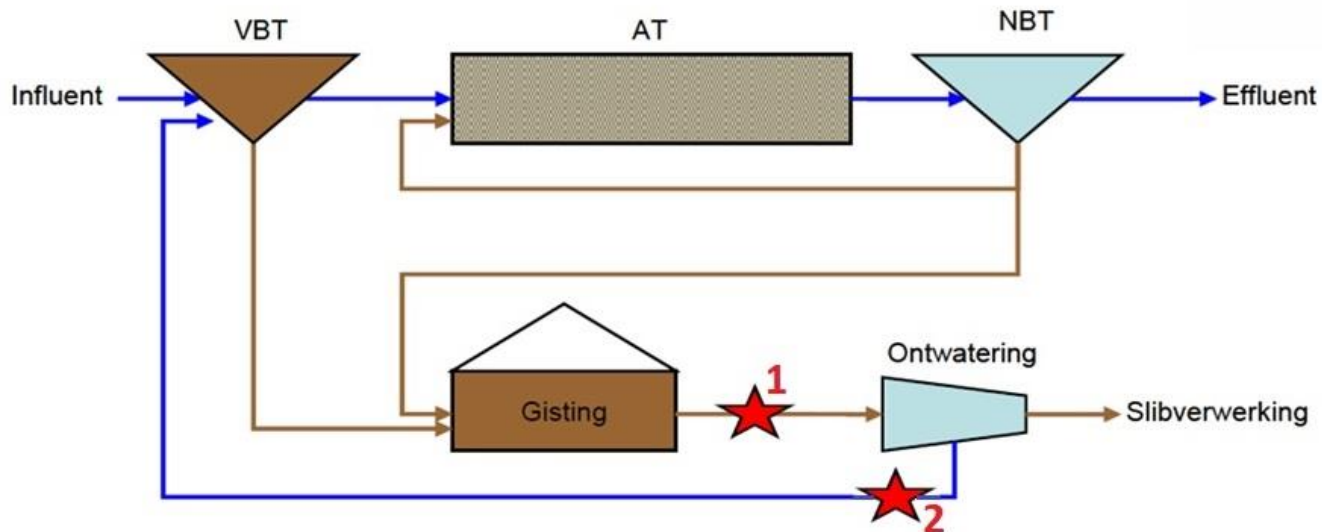 VBT
AT
NBT
Influent
Effluent
Ontwatering
1
Gisting
Slibverwerking
2